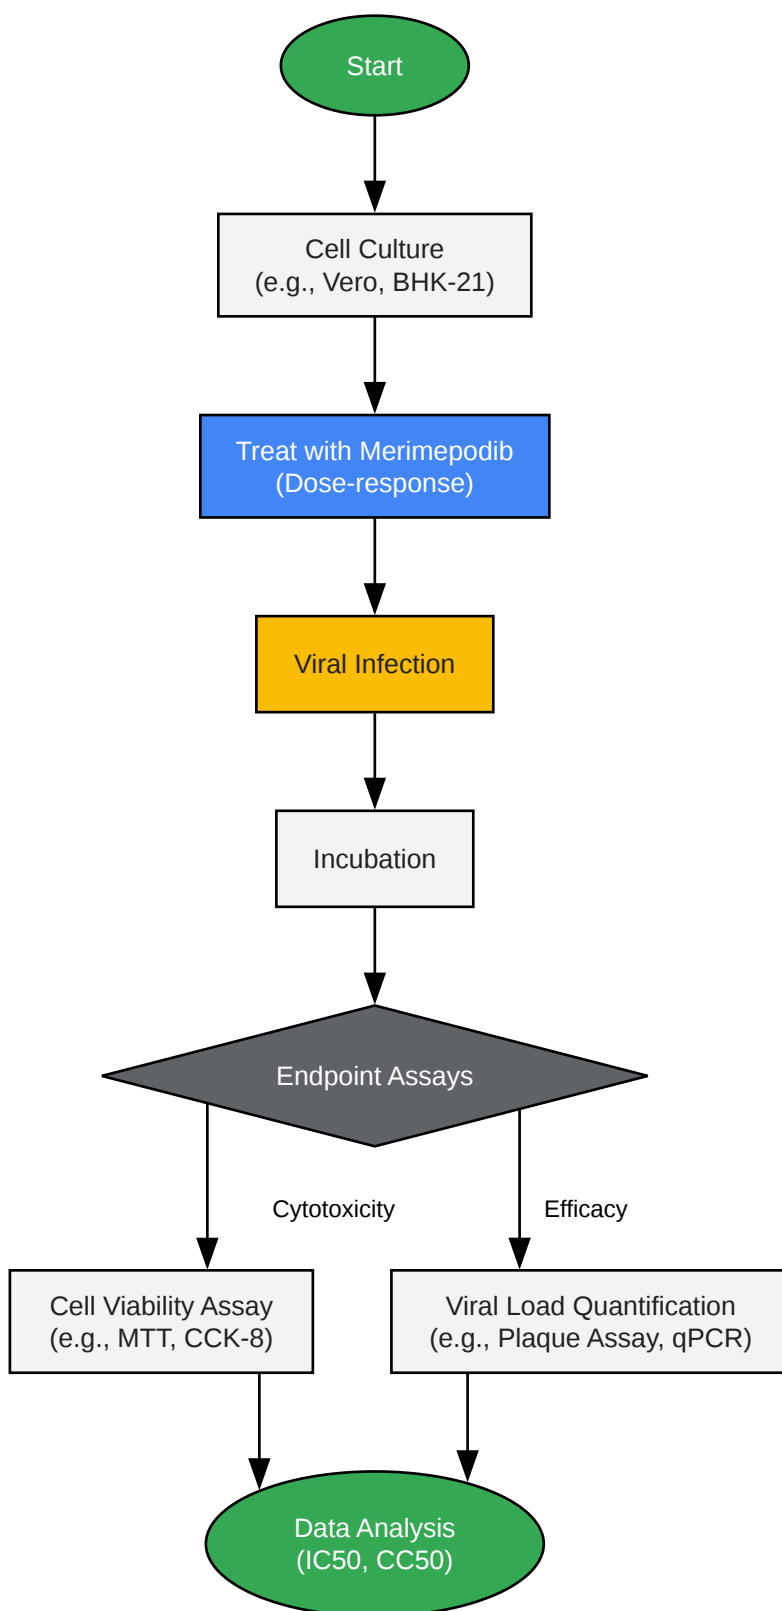 Start
Cell Culture
(e.g., Vero, BHK-21)
Treat with Merimepodib
(Dose-response)
Viral Infection
Incubation
Endpoint Assays
Cytotoxicity
Efficacy
Cell Viability Assay
(e.g., MTT, CCK-8)
Viral Load Quantification
(e.g., Plaque Assay, qPCR)
Data Analysis
(IC50, CC50)